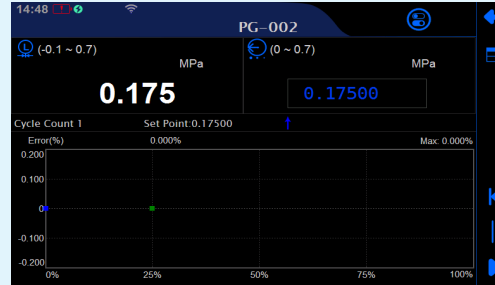 14:48
PG-002
L (-0.1 ~ 0.7)
MPa
0.175
(0 ~ 0.7)
MPa
0.17500
Cycle Count 1 Set Point:0.17500
Error(%) 0.000% Max: 0.000%
0.200
0.100
0
-0.100
-0.200
0% 25% 50% 75% 100%